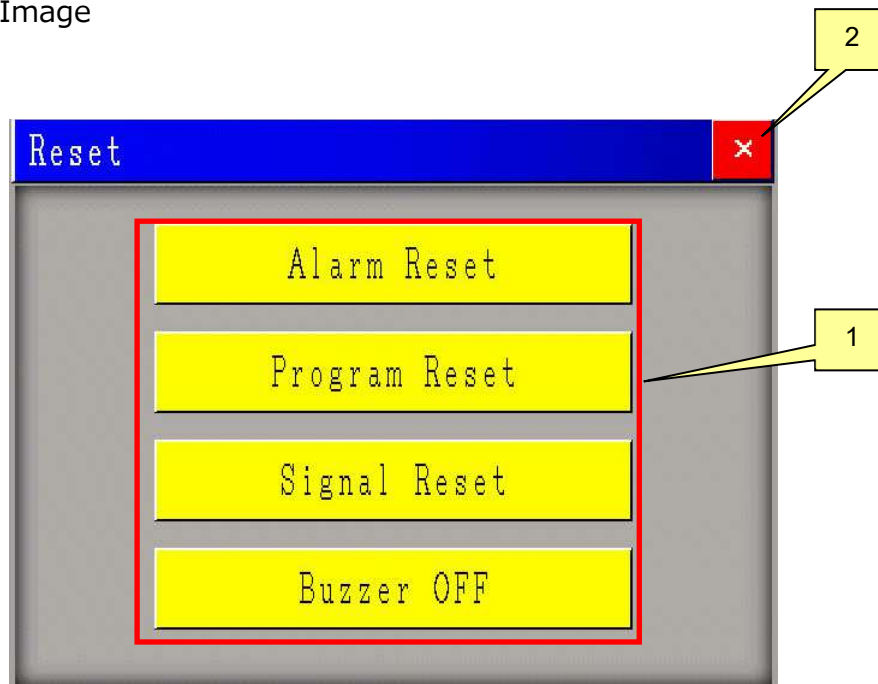 Image
2
Reset ×
Alarm Reset
Program Reset
1
Signal Reset
Buzzer OFF